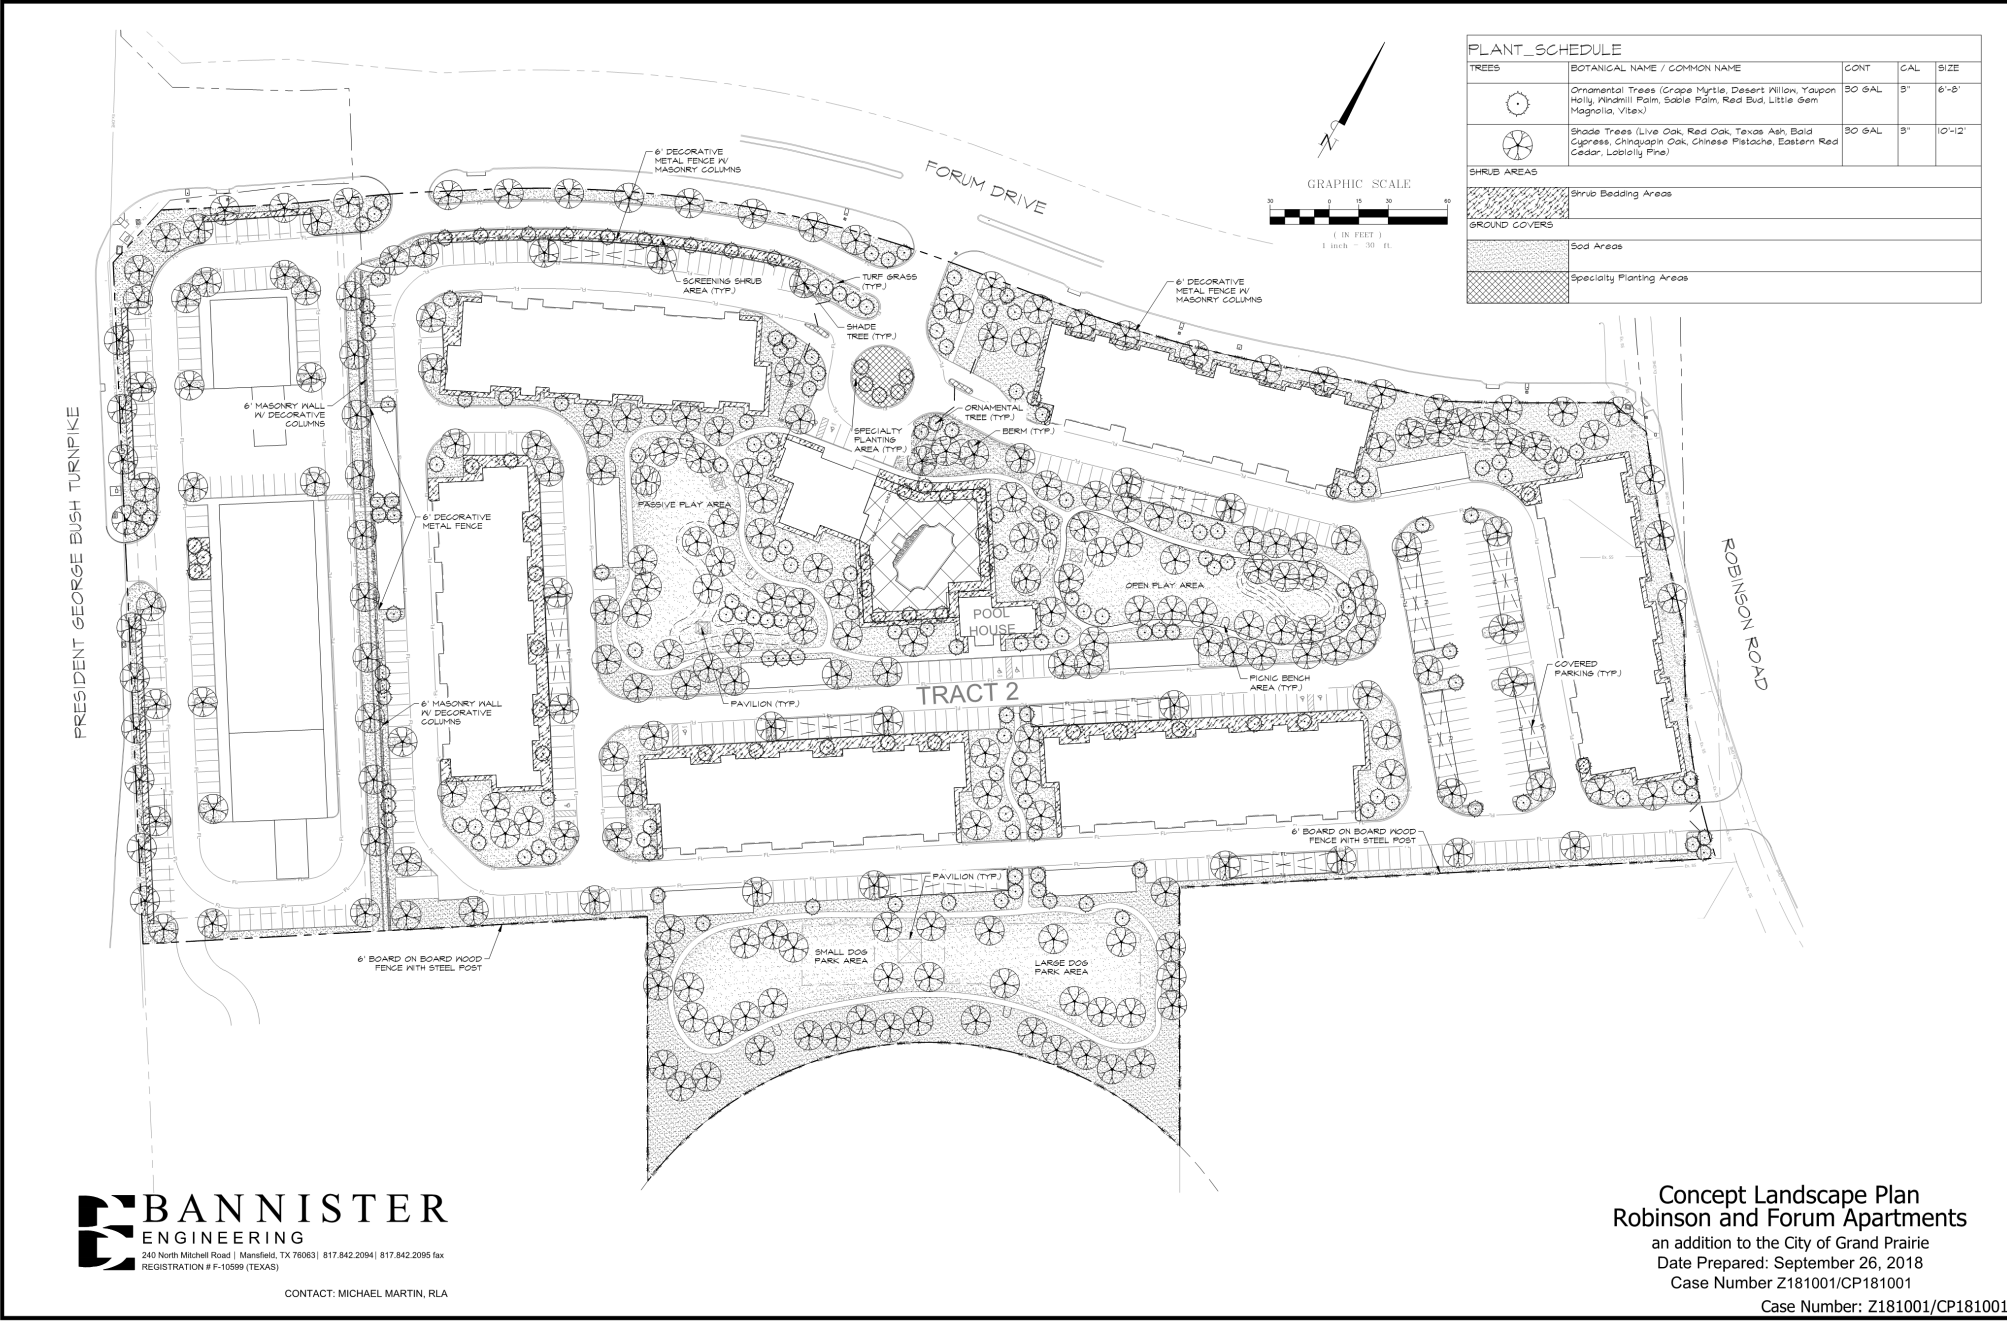 PLANT_SCHEDULE
TREES BOTANICAL NAME / COMMON NAME CONT CAL SIZE
Ornamental Trees (Crape Myrtle, Desert Willow, Yaupon 30 GAL 3" 6'-8'
Holly, Windmill Palm, Sable Palm, Red Bud, Little Gem
Magnolia, Vitex)
Shade Trees (Live Oak, Red Oak, Texas Ash, Bald 30 GAL 3" 10'-12'
Cypress, Chinquapin Oak, Chinese Pistache, Eastern Red
Cedar, Loblolly Pine)
SHRUB AREAS
Shrub Bedding Areas
GROUND COVERS
Sod Areas
Specialty Planting Areas
N
GRAPHIC SCALE
30 0 15 30 60
( IN FEET )
1 inch = 30 ft.
FORUM DRIVE
6' DECORATIVE
METAL FENCE W/
MASONRY COLUMNS
6' DECORATIVE
METAL FENCE W/
MASONRY COLUMNS
SCREENING SHRUB
AREA (TYP.)
TURF GRASS
(TYP.)
SHADE
TREE (TYP.)
6' MASONRY WALL
W/ DECORATIVE
COLUMNS
SPECIALTY
PLANTING
AREA (TYP.)
ORNAMENTAL
TREE (TYP.)
BERM (TYP.)
PRESIDENT GEORGE BUSH TURNPIKE
6' DECORATIVE
METAL FENCE
PASSIVE PLAY AREA
OPEN PLAY AREA
POOL
HOUSE
ROBINSON ROAD
COVERED
PARKING (TYP.)
PICNIC BENCH
AREA (TYP.)
TRACT 2
PAVILION (TYP.)
6' MASONRY WALL
W/ DECORATIVE
COLUMNS
6' BOARD ON BOARD WOOD
FENCE WITH STEEL POST
PAVILION (TYP.)
6' BOARD ON BOARD WOOD
FENCE WITH STEEL POST
SMALL DOG
PARK AREA
LARGE DOG
PARK AREA
BANNISTER
ENGINEERING
240 North Mitchell Road | Mansfield, TX 76063 | 817.842.2094 | 817.842.2095 fax
REGISTRATION # F-10599 (TEXAS)
CONTACT: MICHAEL MARTIN, RLA
Concept Landscape Plan
Robinson and Forum Apartments
an addition to the City of Grand Prairie
Date Prepared: September 26, 2018
Case Number Z181001/CP181001
Case Number: Z181001/CP181001